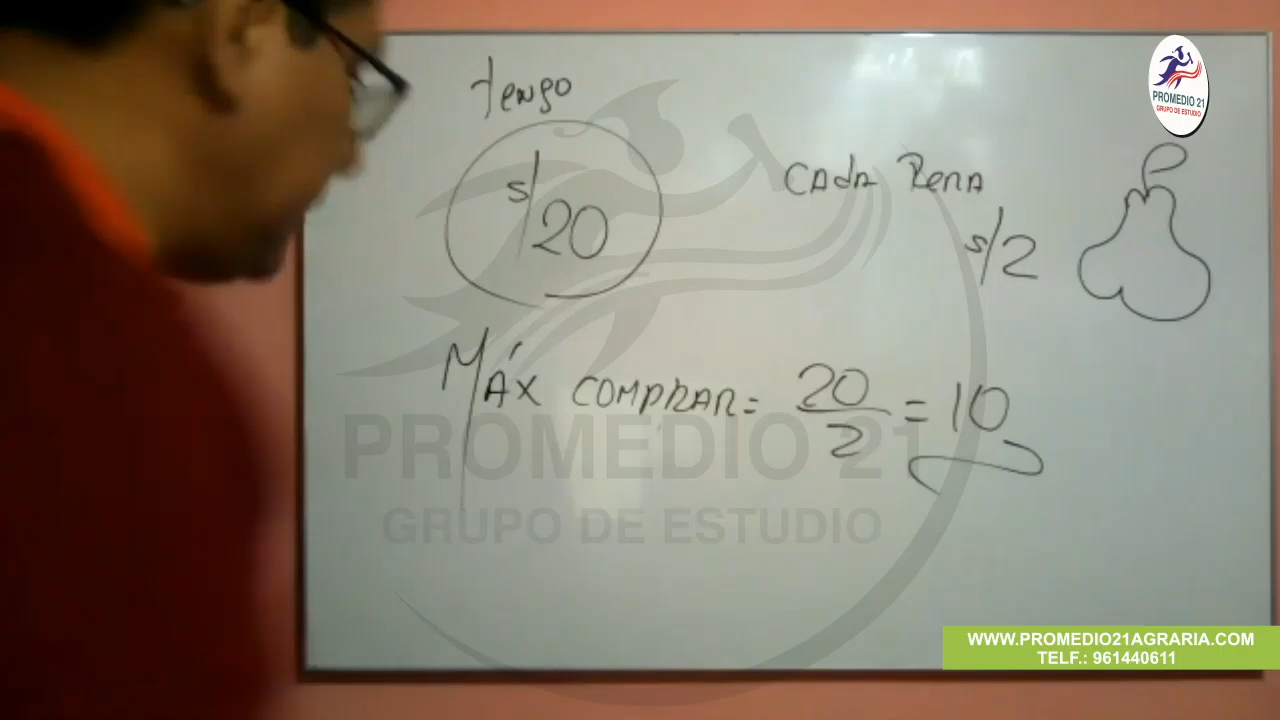 tengo
s/20
CADA PERA
s/2
MÁX COMPRAR = 20/2 = 10
PROMEDIO 21
GRUPO DE ESTUDIO
PROMEDIO 21
GRUPO DE ESTUDIO
WWW.PROMEDIO21AGRARIA.COM
TELF.: 961440611